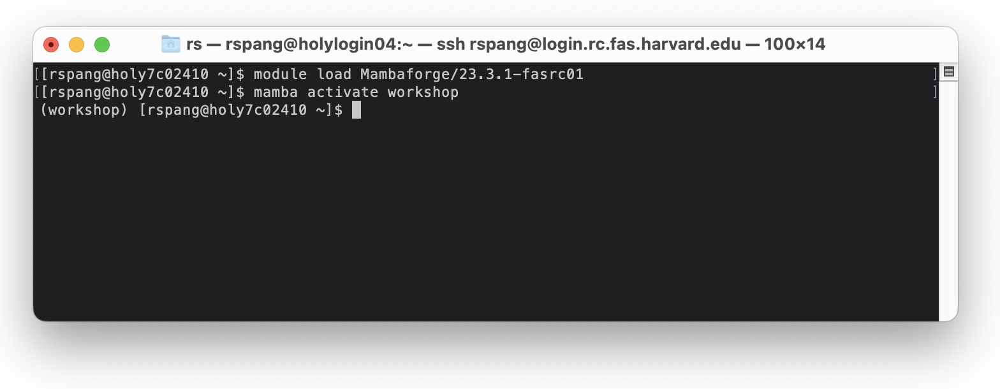 rs — rspang@holylogin04:~ — ssh rspang@login.rc.fas.harvard.edu — 100×14
[[rspang@holy7c02410 ~]$ module load Mambaforge/23.3.1-fasrc01 ]
[[rspang@holy7c02410 ~]$ mamba activate workshop ]
(workshop) [rspang@holy7c02410 ~]$